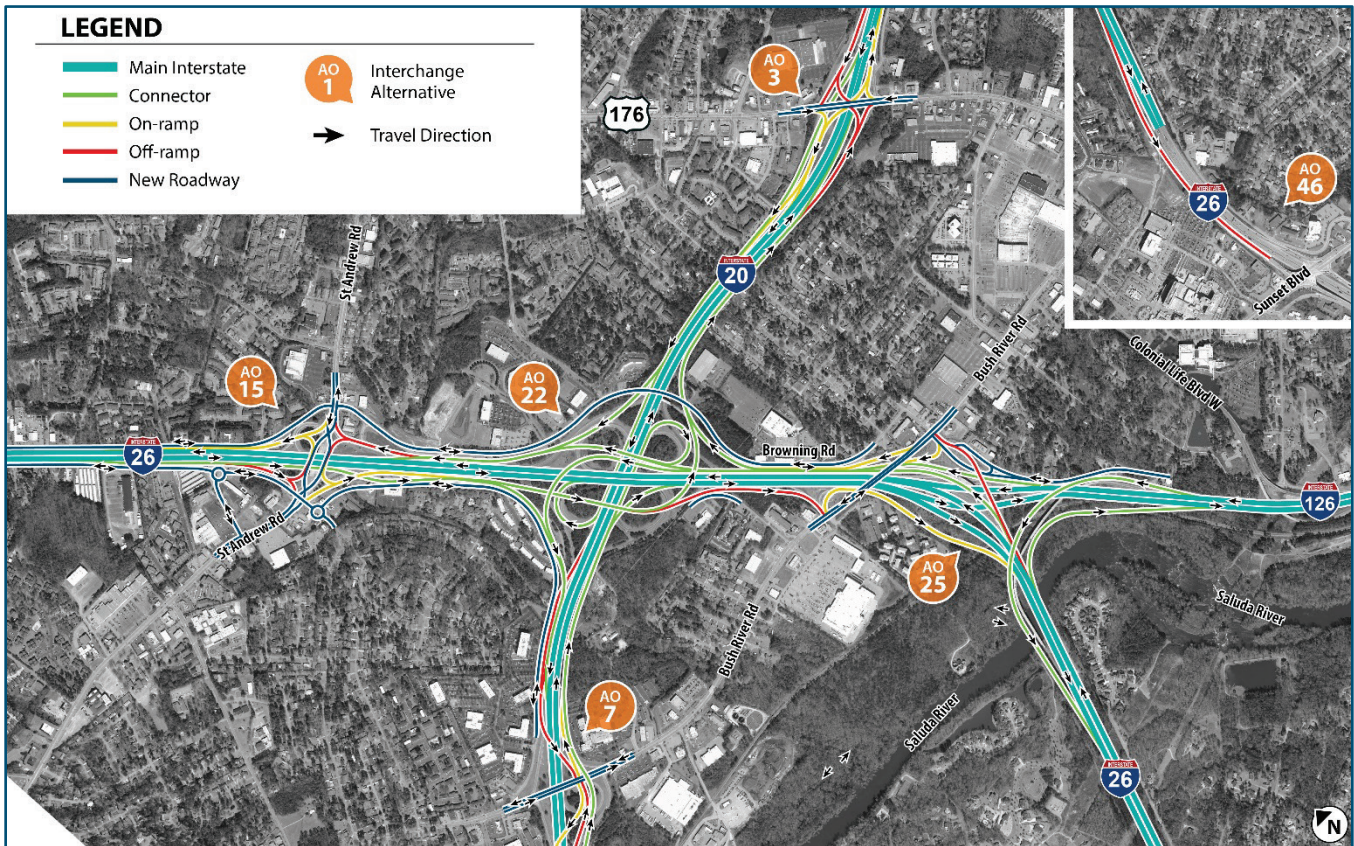 LEGEND
Main Interstate
Connector
On-ramp
Off-ramp
New Roadway
AO
1
Interchange
Alternative
Travel Direction
AO
3
176
AO
46
INTERSTATE
26
Sunset Blvd
St Andrew Rd
INTERSTATE
20
Bush River Rd
Colonial Life Blvd W
AO
15
AO
22
INTERSTATE
26
Browning Rd
INTERSTATE
126
St Andrew Rd
AO
25
Saluda River
Bush River Rd
AO
7
Saluda River
INTERSTATE
26
N